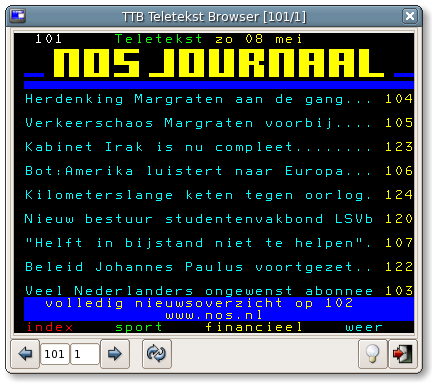 TTB Teletekst Browser [101/1]
101 Teletekst zo 08 mei
NOS JOURNAAL
Herdenking Margraten aan de gang... 104
Verkeerschaos Margraten voorbij.... 105
Kabinet Irak is nu compleet........ 123
Bot:Amerika luistert naar Europa... 106
Kilometerslange keten tegen oorlog. 124
Nieuw bestuur studentenvakbond LSVb 120
"Helft in bijstand niet te helpen". 107
Beleid Johannes Paulus voortgezet.. 122
Veel Nederlanders ongewenst abonnee 103
volledig nieuwsoverzicht op 102
www.nos.nl
index sport financieel weer
101 1